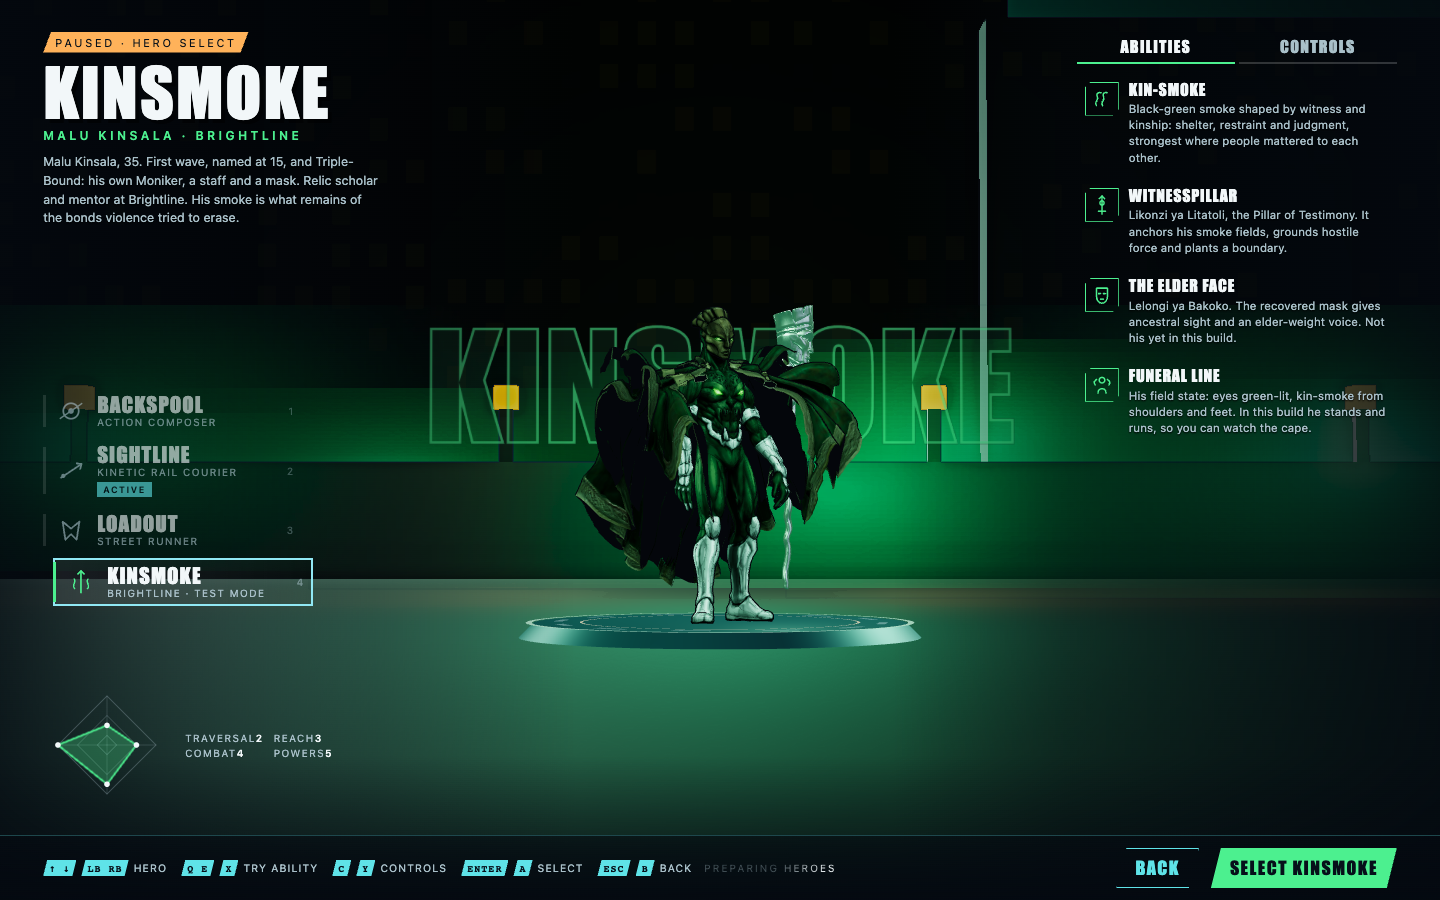 PAUSED · HERO SELECT
KINSMOKE
MALU KINSALA · BRIGHTLINE
Malu Kinsala, 35. First wave, named at 15, and Triple-
Bound: his own Moniker, a staff and a mask. Relic scholar
and mentor at Brightline. His smoke is what remains of
the bonds violence tried to erase.
ABILITIES
CONTROLS
KIN-SMOKE
Black-green smoke shaped by witness and
kinship: shelter, restraint and judgment,
strongest where people mattered to each
other.
WITNESSPILLAR
Likonzi ya Litatoli, the Pillar of Testimony. It
anchors his smoke fields, grounds hostile
force and plants a boundary.
THE ELDER FACE
Lelongi ya Bakoko. The recovered mask gives
ancestral sight and an elder-weight voice. Not
his yet in this build.
FUNERAL LINE
His field state: eyes green-lit, kin-smoke from
shoulders and feet. In this build he stands and
runs, so you can watch the cape.
KINSMOKE
BACKSPOOL
ACTION COMPOSER
1
SIGHTLINE
KINETIC RAIL COURIER
2
ACTIVE
LOADOUT
STREET RUNNER
3
KINSMOKE
BRIGHTLINE · TEST MODE
4
TRAVERSAL2 REACH3
COMBAT4 POWERS5
↑ ↓ LB RB HERO Q E X TRY ABILITY C Y CONTROLS ENTER A SELECT ESC B BACK PREPARING HEROES
BACK
SELECT KINSMOKE